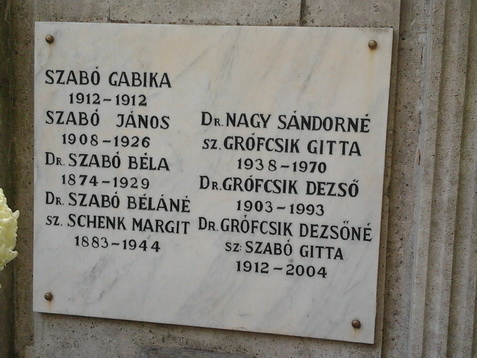 SZABÓ GABIKA
1912-1912
SZABÓ JÁNOS
1908-1926
DR. SZABÓ BÉLA
1874-1929
DR. SZABÓ BÉLÁNÉ
SZ. SCHENK MARGIT
1883-1944
DR. NAGY SÁNDORNÉ
SZ. GRÓFCSIK GITTA
1938-1970
DR. GRÓFCSIK DEZSŐ
1903-1993
DR. GRÓFCSIK DEZSŐNÉ
SZ. SZABÓ GITTA
1912-2004